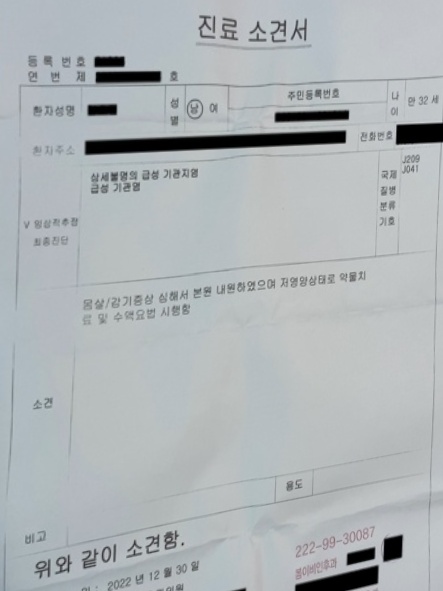 진료 소견서
등 록 번 호
연 번 제 호
환자성명 성별 남 여 주민등록번호 나이 만 32 세
환자주소 전화번호
상세불명의 급성 기관지염
급성 기관염
국제질병분류기호
J209
J041
V 임상적추정
최종진단
몸살/감기증상 심해서 본원 내원하였으며 저영양상태로 약물치
료 및 수액요법 시행함
소견
비고 용도
위와 같이 소견함.
일 : 2022 년 12 월 30 일
222-99-30087
봄이비인후과